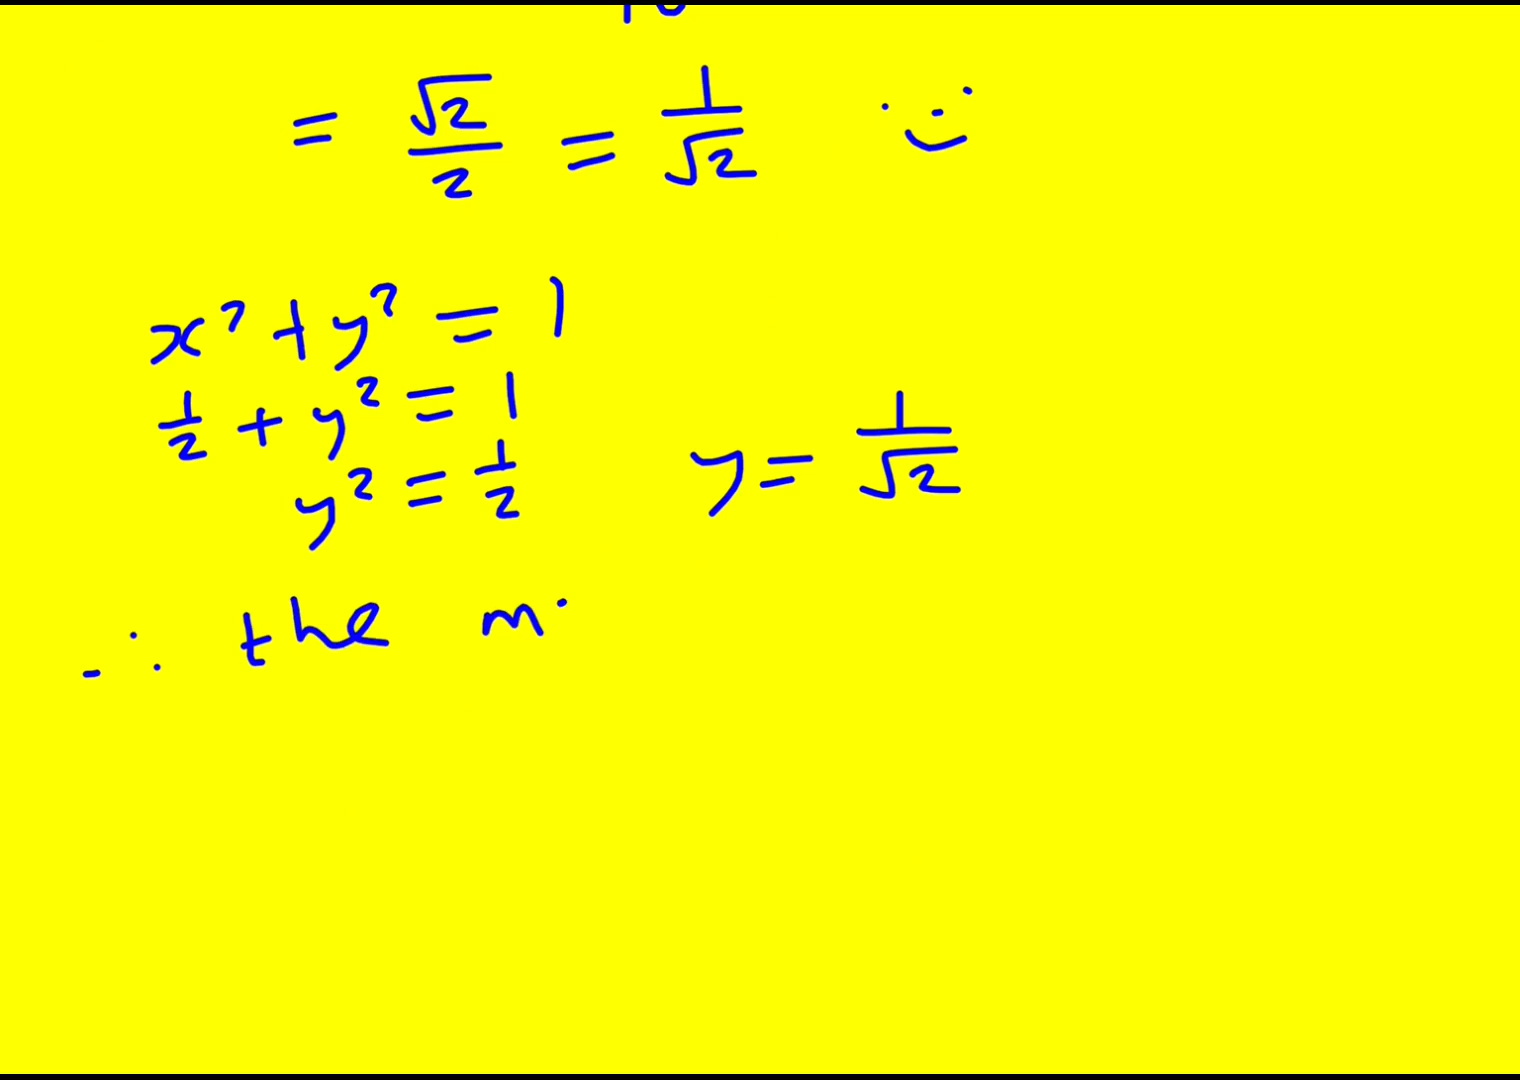 = √2/2 = 1/√2
x² + y² = 1
1/2 + y² = 1
y² = 1/2    y = 1/√2
∴ the m